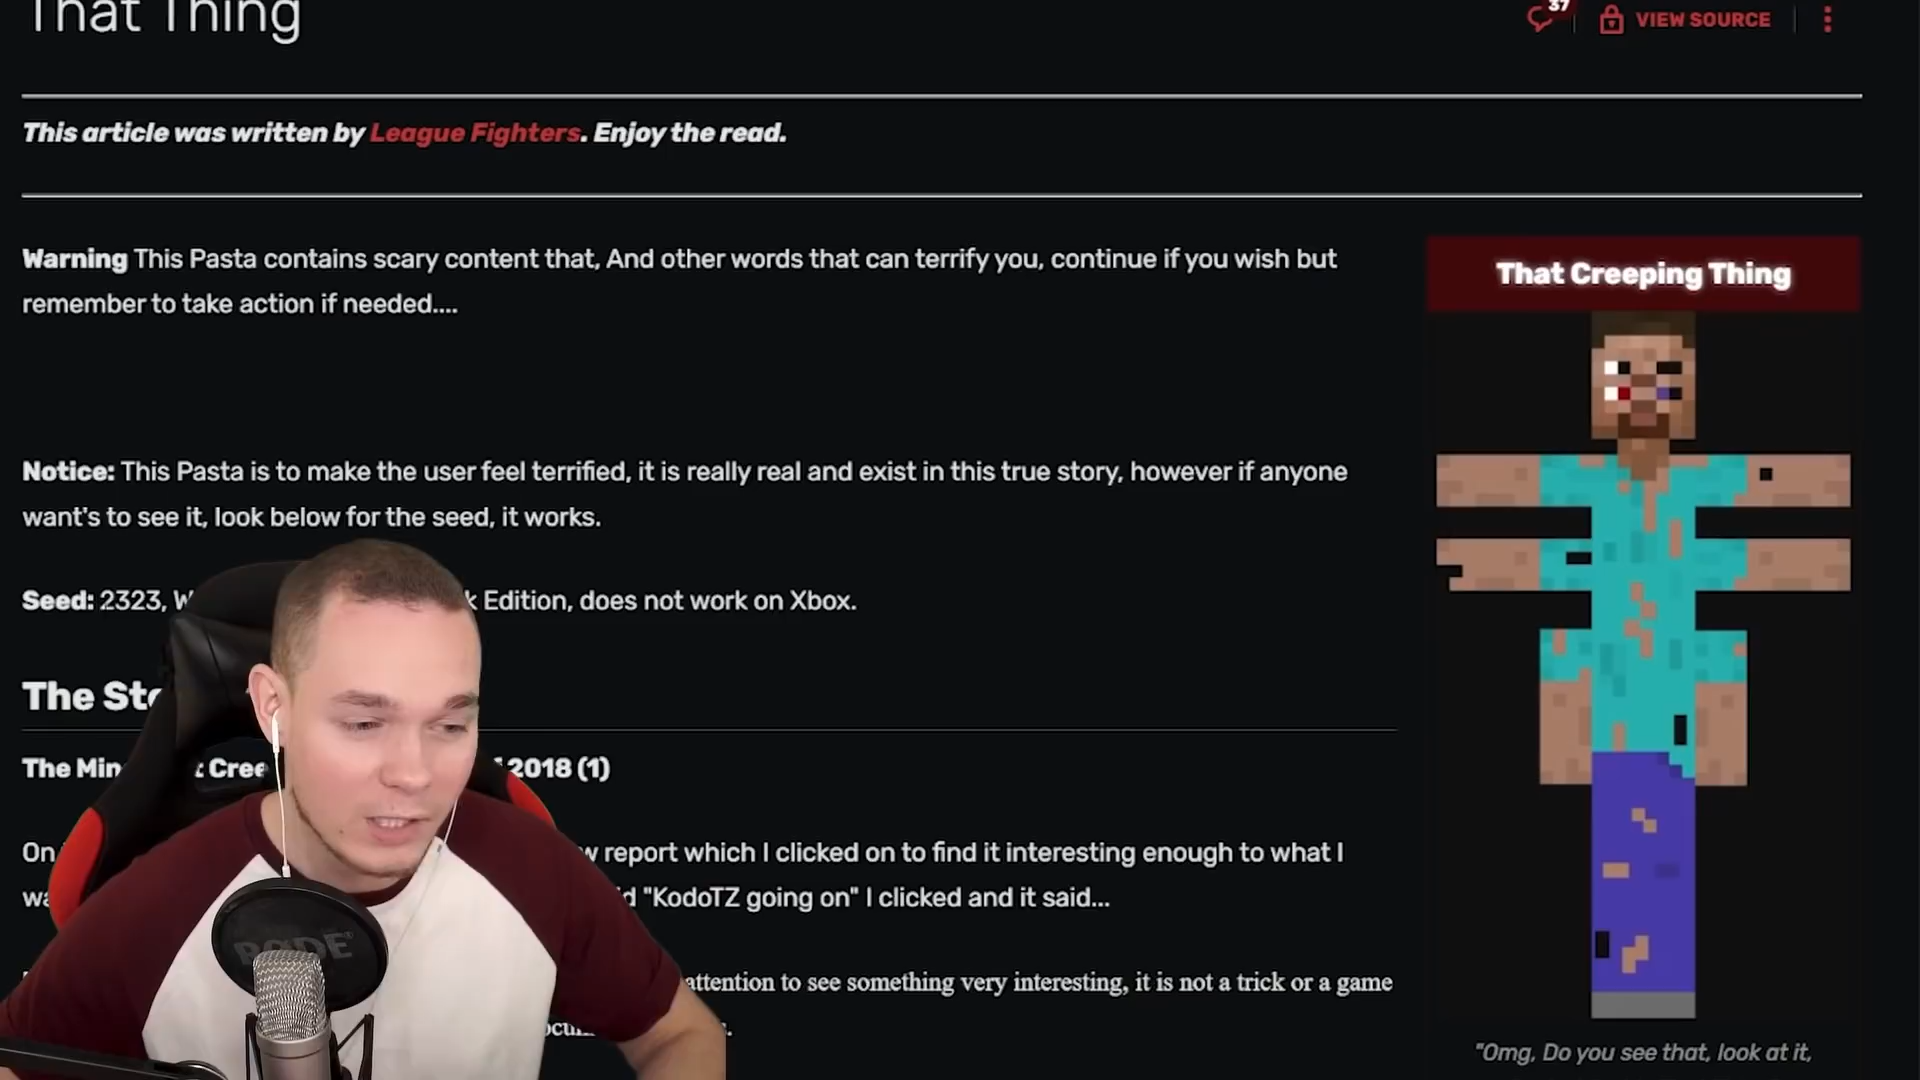 That Thing
37
VIEW SOURCE
This article was written by League Fighters. Enjoy the read.
Warning This Pasta contains scary content that, And other words that can terrify you, continue if you wish but
remember to take action if needed....
That Creeping Thing
Notice: This Pasta is to make the user feel terrified, it is really real and exist in this true story, however if anyone
want's to see it, look below for the seed, it works.
Seed: 2323, Edition, does not work on Xbox.
The
The 2018 (1)
On report which I clicked on to find it interesting enough to what I
"KodoTZ going on" I clicked and it said...
attention to see something very interesting, it is not a trick or a game
RØDE
"Omg, Do you see that, look at it,